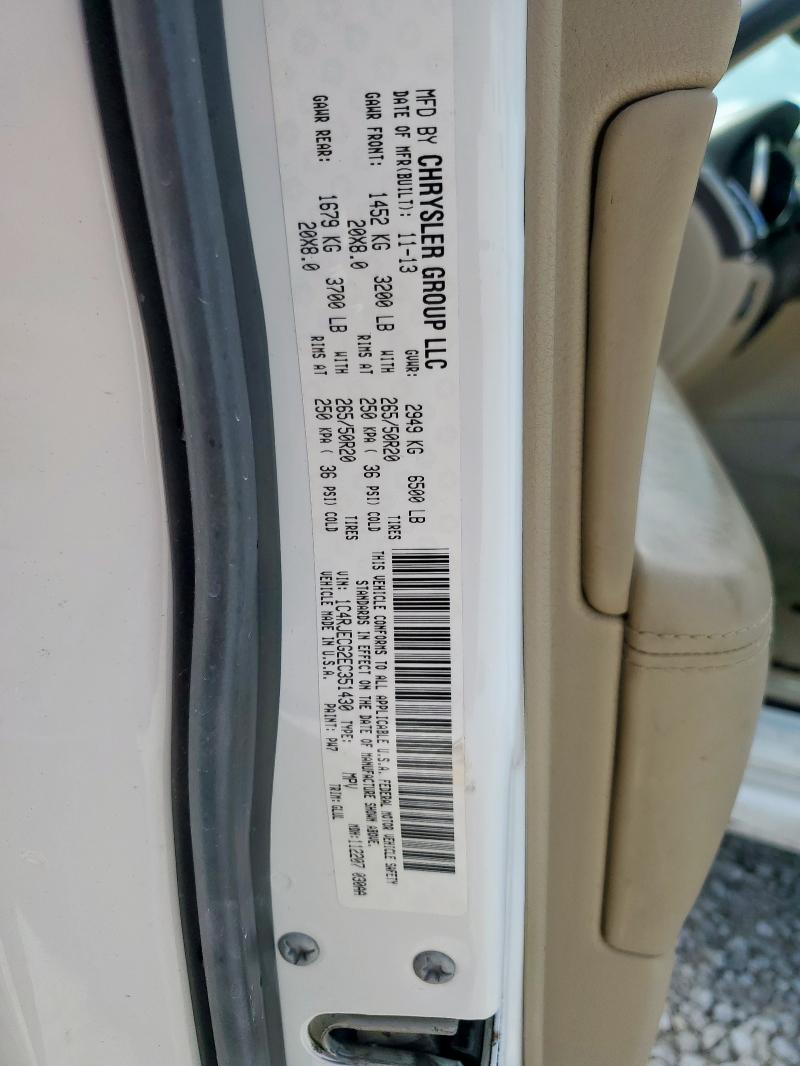 MFD BY CHRYSLER GROUP LLC
DATE OF MFR(BUILT): 11-13 GVWR: 2949 KG 6500 LB
GAWR FRONT: 1452 KG 3200 LB WITH 265/50R20 TIRES
20X8.0 RIMS AT 250 KPA ( 36 PSI) COLD
GAWR REAR: 1679 KG 3700 LB WITH 265/50R20 TIRES
20X8.0 RIMS AT 250 KPA ( 36 PSI) COLD
THIS VEHICLE CONFORMS TO ALL APPLICABLE U.S.A. FEDERAL MOTOR VEHICLE SAFETY
STANDARDS IN EFFECT ON THE DATE OF MANUFACTURE SHOWN ABOVE.
VIN: 1C4RJECG2EC351430 TYPE: MPV MDH:112207 030AA
VEHICLE MADE IN U.S.A. PAINT: PW7 TRIM:GLUL